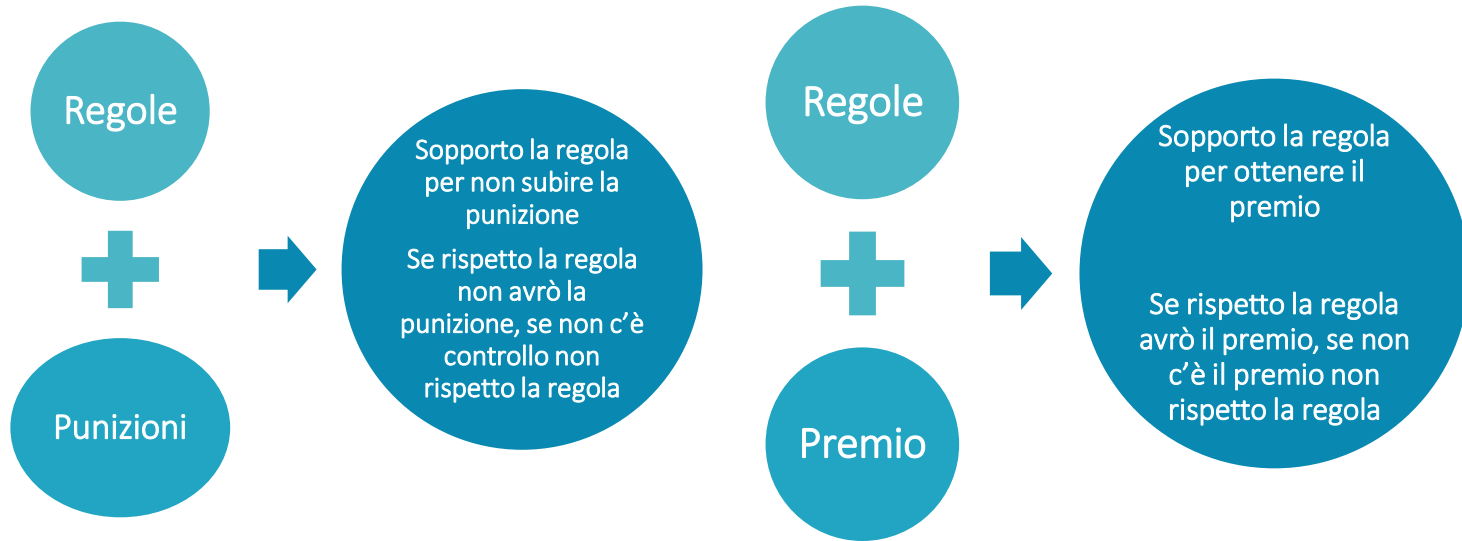 Regole
Punizioni
Sopporto la regola
per non subire la
punizione
Se rispetto la regola
non avrò la
punizione, se non c'è
controllo non
rispetto la regola
Regole
Premio
Sopporto la regola
per ottenere il
premio
Se rispetto la regola
avrò il premio, se non
c'è il premio non
rispetto la regola